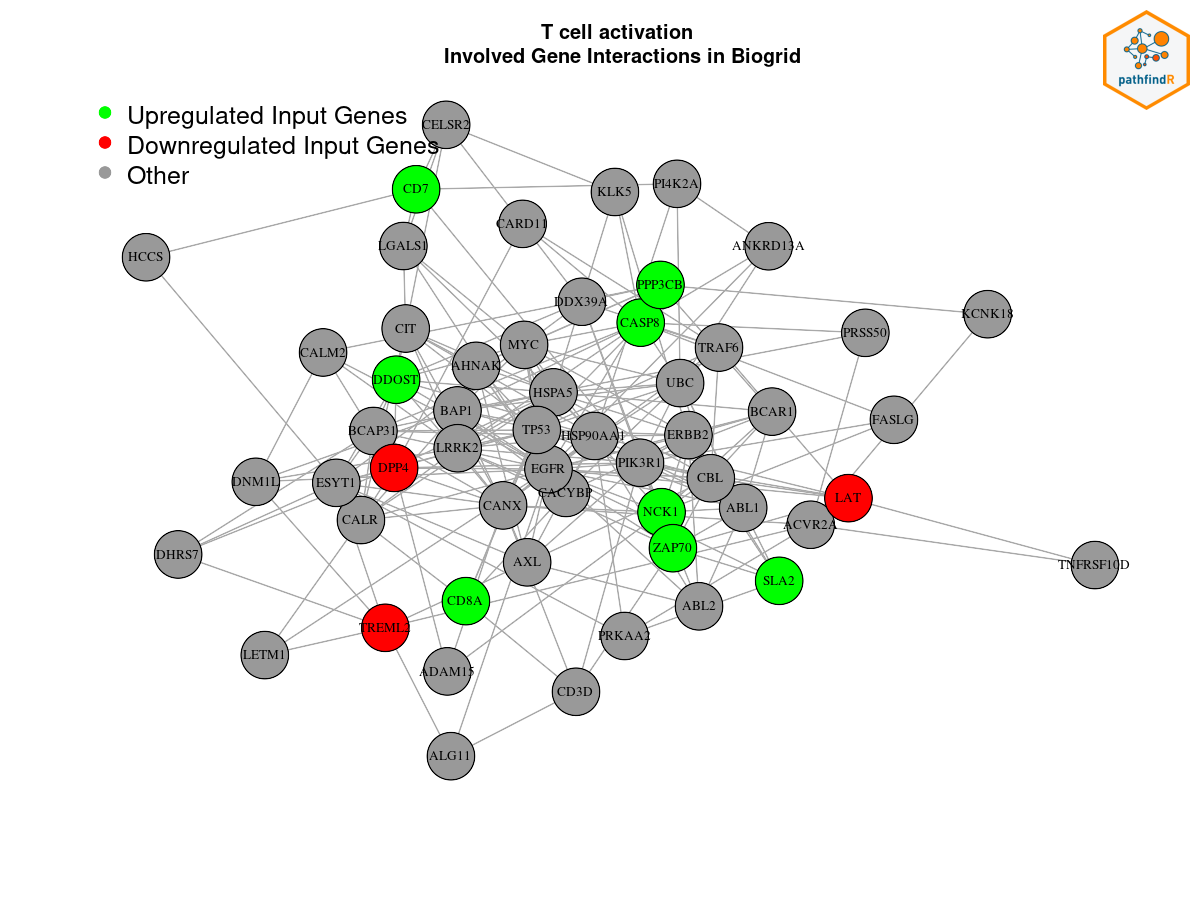 T cell activation
Involved Gene Interactions in Biogrid
pathfindR
Upregulated Input Genes
Downregulated Input Genes
Other
CELSR2
CD7
KLK5
PI4K2A
CARD11
LGALS1
ANKRD13A
HCCS
PPP3CB
DDX39A
KCNK18
CASP8
CIT
PRSS50
MYC
TRAF6
CALM2
AHNAK
DDOST
UBC
HSPA5
BAP1
BCAR1
FASLG
BCAP31
TP53
HSP90AA1
ERBB2
LRRK2
PIK3R1
DPP4
EGFR
CBL
DNM1L
ESYT1
CACYBP
LAT
CANX
ABL1
NCK1
CALR
ACVR2A
ZAP70
DHRS7
AXL
TNFRSF10D
SLA2
CD8A
ABL2
TREML2
PRKAA2
LETM1
ADAM15
CD3D
ALG11